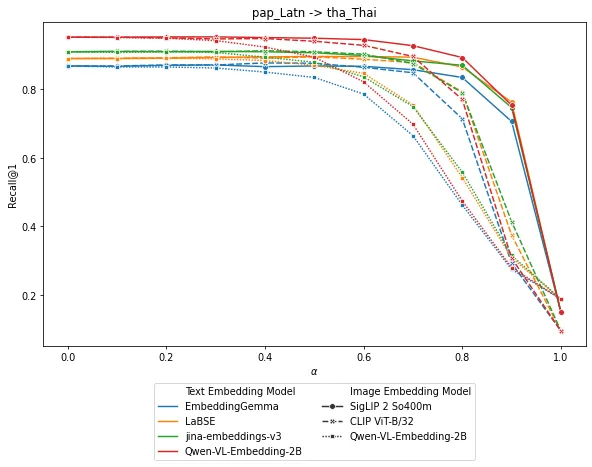 pap_Latn -> tha_Thai
Recall@1
0.8
0.6
0.4
0.2
0.0 0.2 0.4 0.6 0.8 1.0
α
Text Embedding Model Image Embedding Model
EmbeddingGemma SigLIP 2 So400m
LaBSE CLIP ViT-B/32
jina-embeddings-v3 Qwen-VL-Embedding-2B
Qwen-VL-Embedding-2B